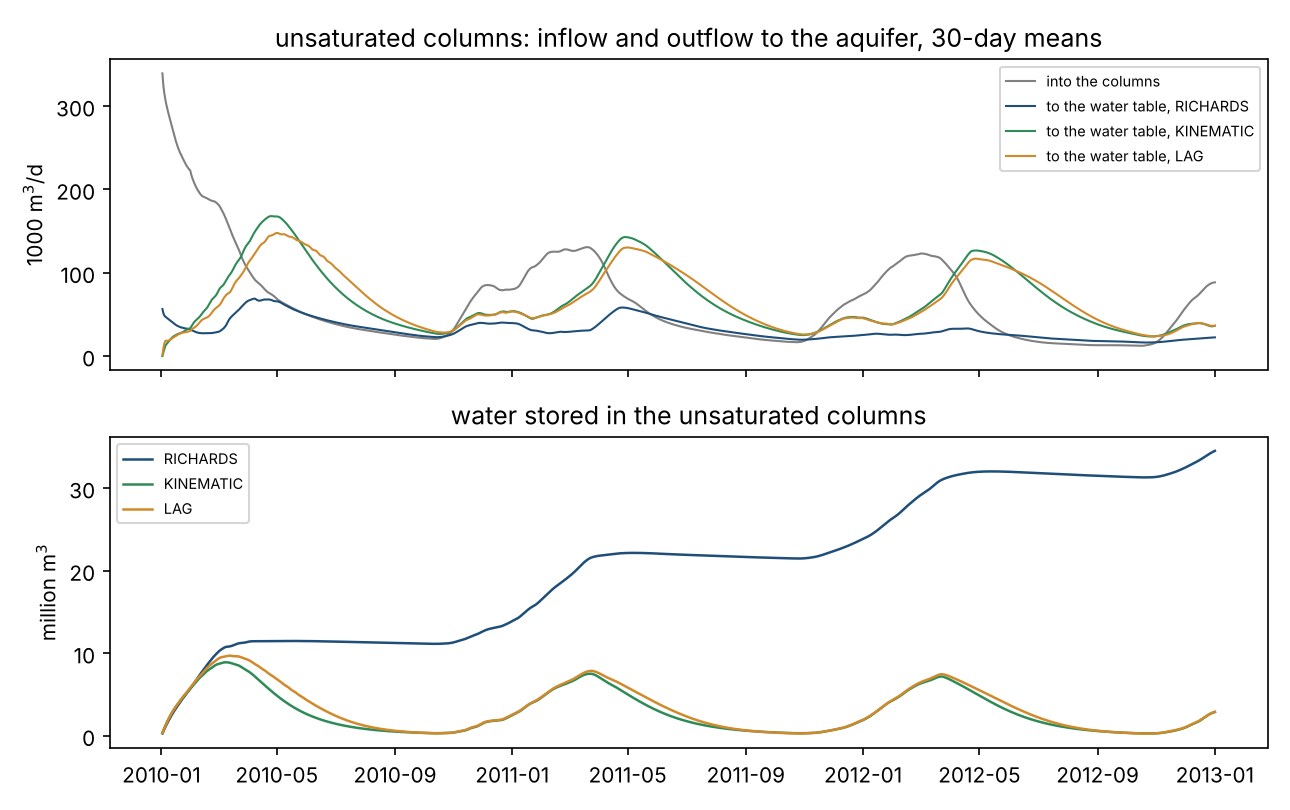 unsaturated columns: inflow and outflow to the aquifer, 30-day means
1000 m³/d
300
200
100
0
into the columns
to the water table, RICHARDS
to the water table, KINEMATIC
to the water table, LAG
water stored in the unsaturated columns
million m³
30
20
10
0
RICHARDS
KINEMATIC
LAG
2010-01 2010-05 2010-09 2011-01 2011-05 2011-09 2012-01 2012-05 2012-09 2013-01